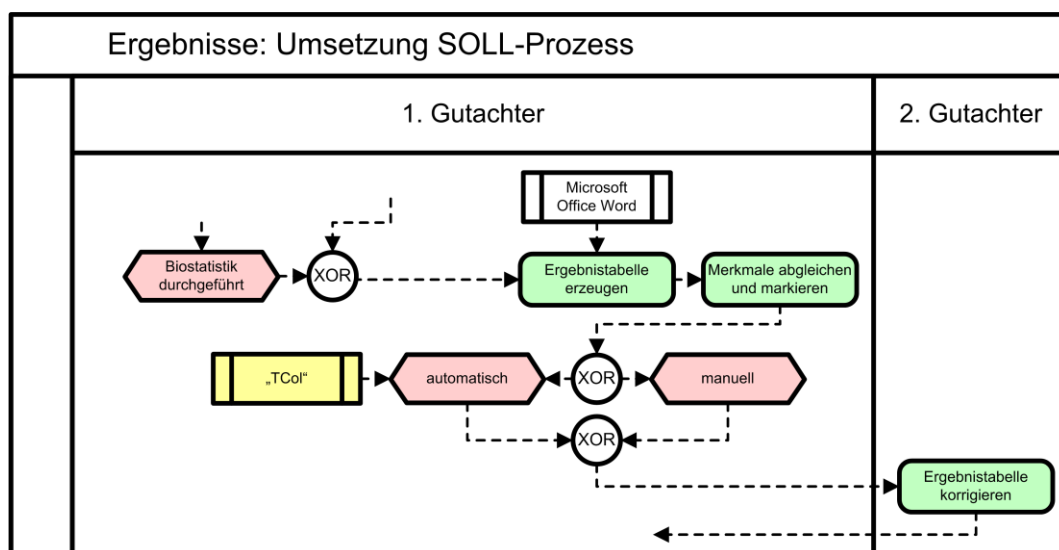 Ergebnisse: Umsetzung SOLL-Prozess
1. Gutachter
2. Gutachter
Microsoft
Office Word
Biostatistik
durchgeführt
XOR
Ergebnistabelle
erzeugen
Merkmale abgleichen
und markieren
„TCol“
automatisch
XOR
manuell
XOR
Ergebnistabelle
korrigieren